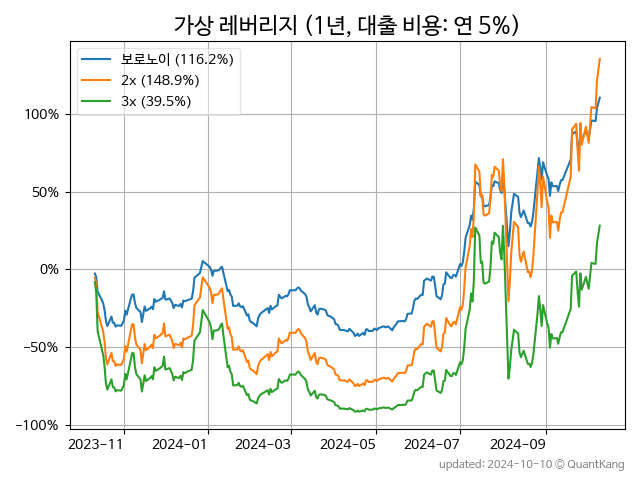 가상 레버리지 (1년, 대출 비용: 연 5%)
보로노이 (116.2%)
2x (148.9%)
3x (39.5%)
100%
50%
0%
−50%
−100%
2023−11 2024−01 2024−03 2024−05 2024−07 2024−09
updated: 2024-10-10 © QuantKang